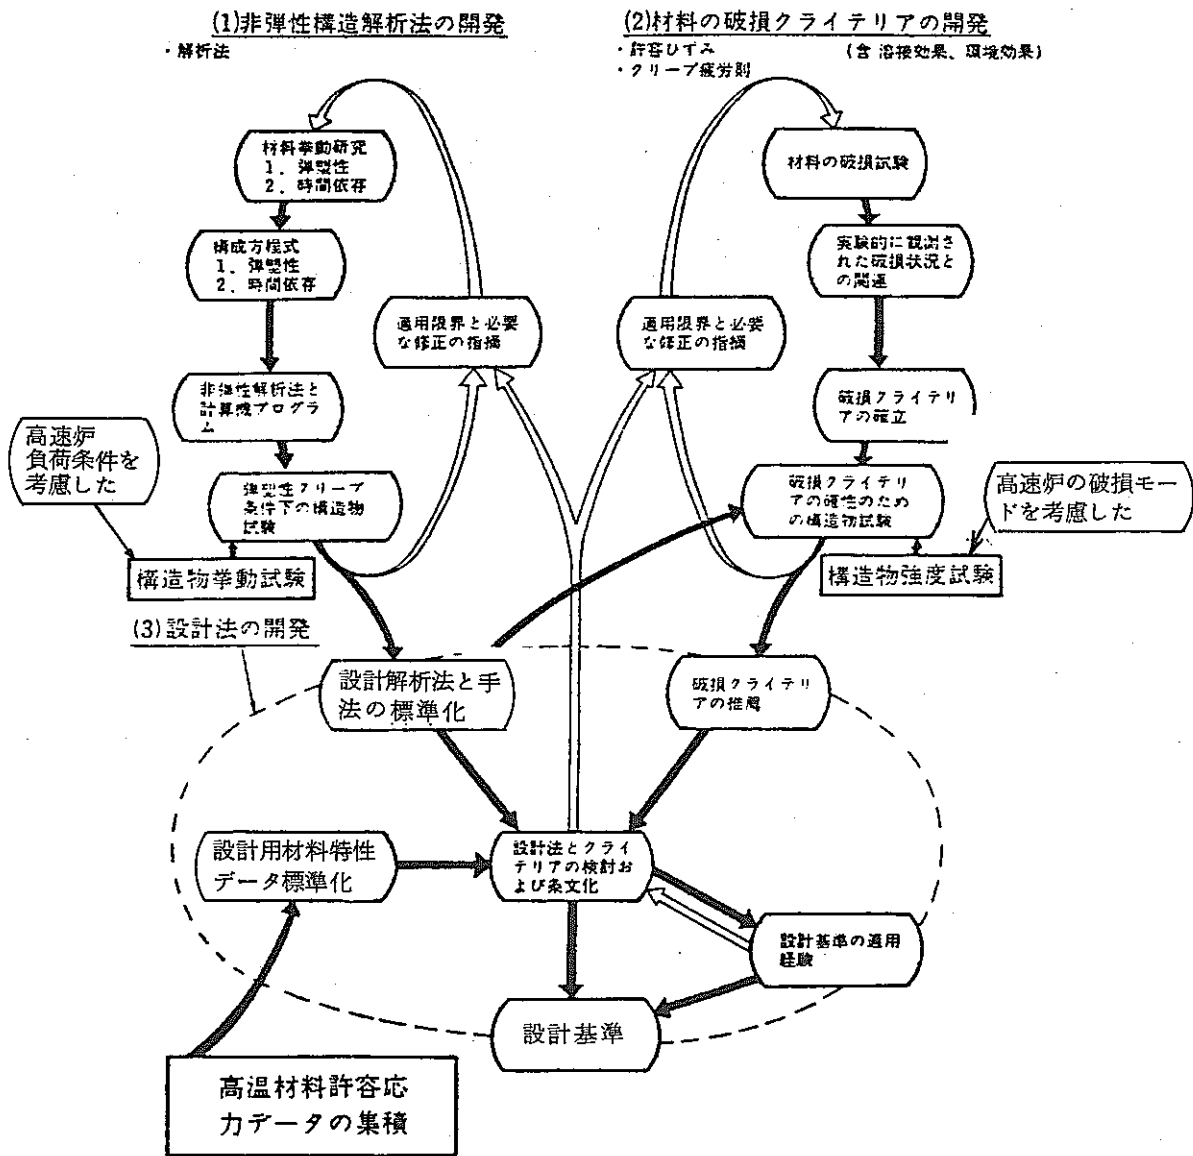 (1)非弾性構造解析法の開発
・解析法
(2)材料の破損クライテリアの開発
・許容ひずみ
・クリープ疲労則
(含 溶接効果、環境効果)
材料挙動研究
1. 弾塑性
2. 時間依存
構成方程式
1. 弾塑性
2. 時間依存
適用限界と必要
な修正の指摘
非弾性解析法と
計算機プログラ
ム
高速炉
負荷条件を
考慮した
弾塑性クリープ
条件下の構造物
試験
構造物挙動試験
材料の破損試験
実験的に観測さ
れた破損状況と
の関連
適用限界と必要
な修正の指摘
破損クライテリ
アの確立
破損クライテリ
アの確性のため
の構造物試験
高速炉の破損モー
ドを考慮した
構造物強度試験
(3)設計法の開発
設計解析法と手
法の標準化
破損クライテリ
アの推薦
設計用材料特性
データ標準化
設計法とクライ
テリアの検討お
よび条文化
設計基準の適用
経験
設計基準
高温材料許容応
力データの集積